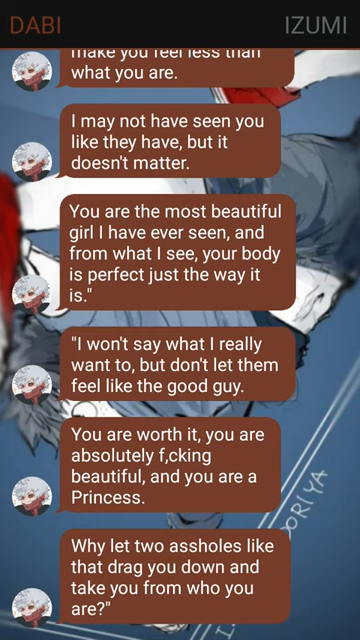 DABI
IZUMI
make you feel less than
what you are.
I may not have seen you
like they have, but it
doesn't matter.
You are the most beautiful
girl I have ever seen, and
from what I see, your body
is perfect just the way it
is."
"I won't say what I really
want to, but don't let them
feel like the good guy.
You are worth it, you are
absolutely f,cking
beautiful, and you are a
Princess.
Why let two assholes like
that drag you down and
take you from who you
are?"